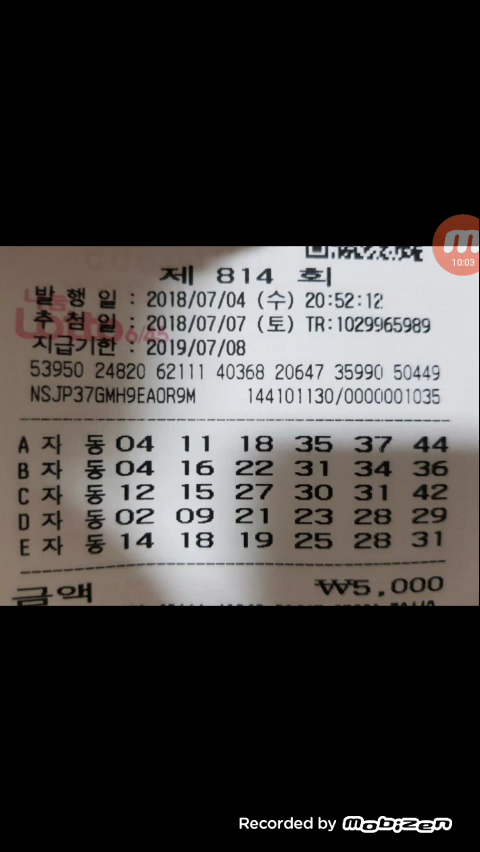 10:03
제 814 회
발 행 일 : 2018/07/04 (수) 20:52:12
추 첨 일 : 2018/07/07 (토) TR:1029965989
지급기한 : 2019/07/08
Lotto 6/45
53950 24820 62111 40368 20647 35990 50449
NSJP37GMH9EAOR9M 144101130/0000001035
A 자 동 04 11 18 35 37 44
B 자 동 04 16 22 31 34 36
C 자 동 12 15 27 30 31 42
D 자 동 02 09 21 23 28 29
E 자 동 14 18 19 25 28 31
금액 ₩5,000
Recorded by Mobizen